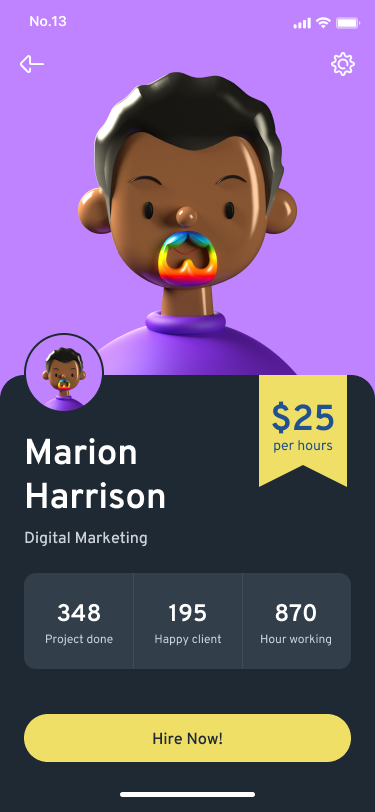 No.13
$25
per hours
Marion
Harrison
Digital Marketing
348
Project done
195
Happy client
870
Hour working
Hire Now!